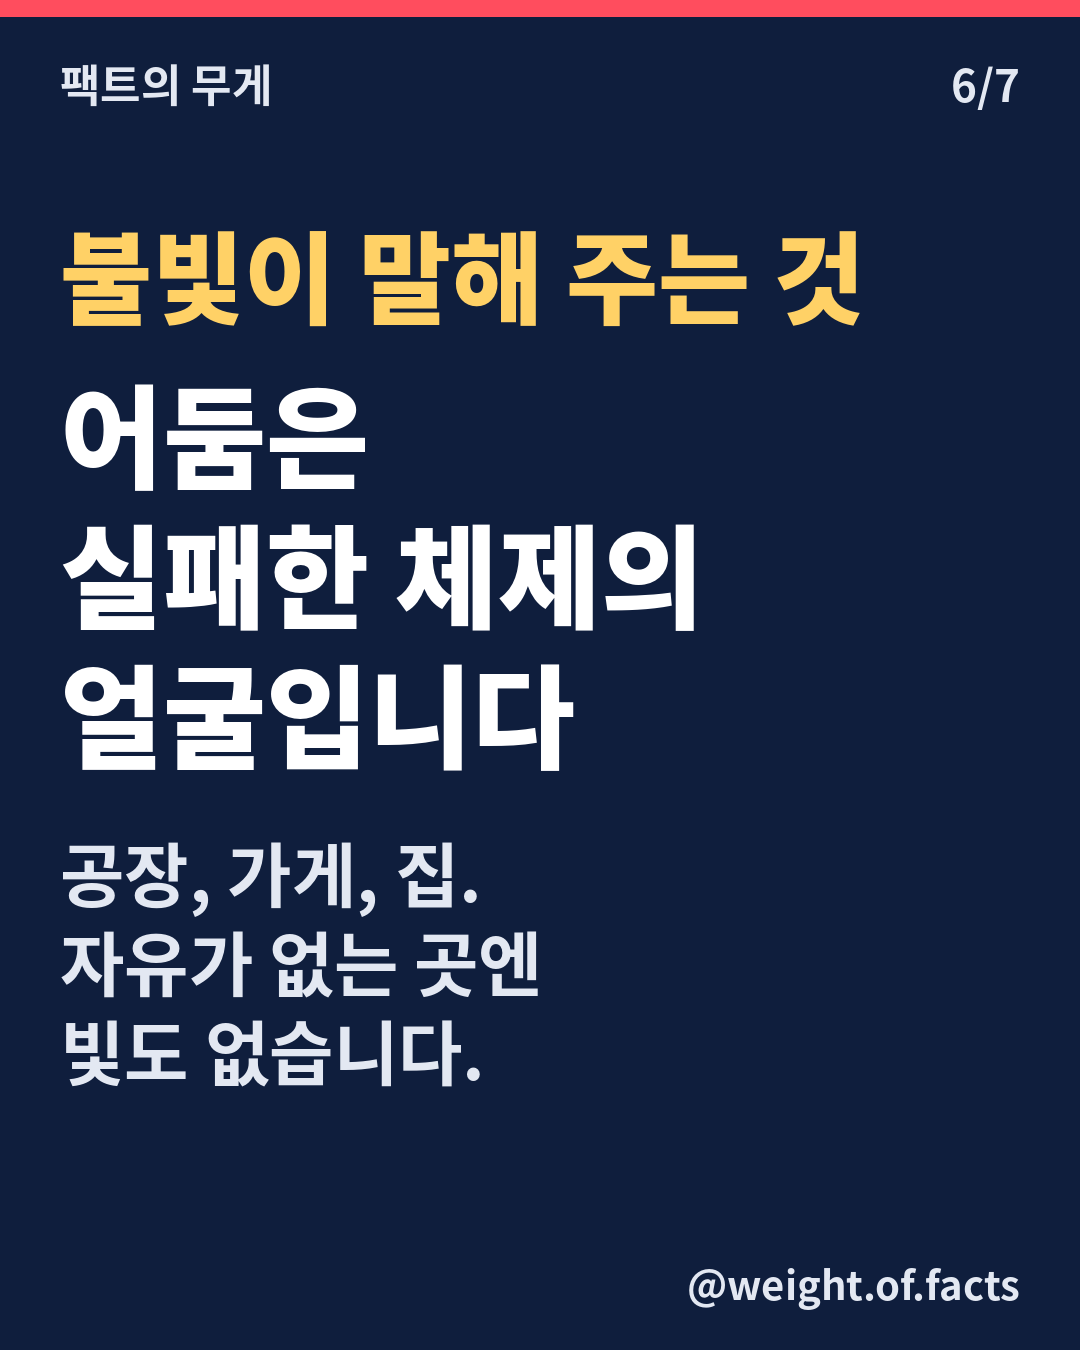 팩트의 무게
6/7
불빛이 말해 주는 것
어둠은
실패한 체제의
얼굴입니다
공장, 가게, 집.
자유가 없는 곳엔
빛도 없습니다.
@weight.of.facts